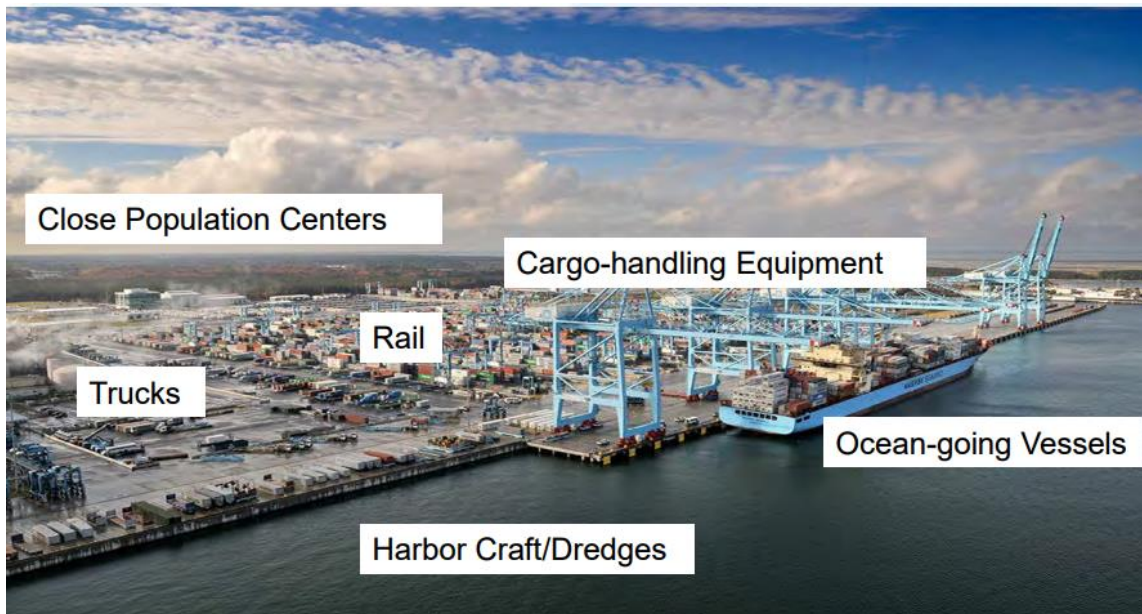 Close Population Centers
Cargo-handling Equipment
Rail
Trucks
Ocean-going Vessels
Harbor Craft/Dredges